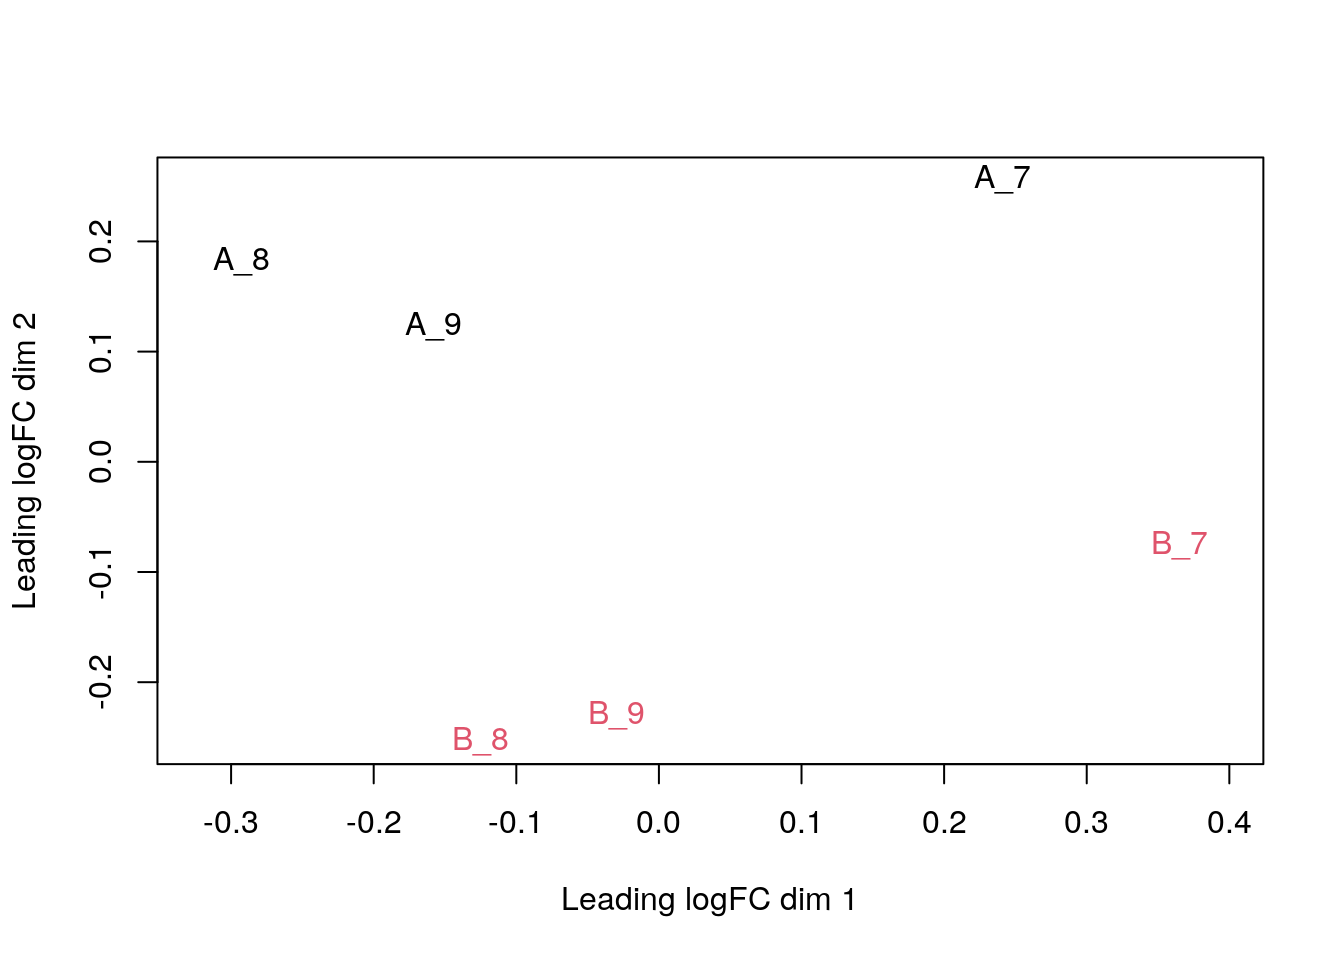 A_7
A_8
A_9
B_7
B_9
B_8
0.2
0.1
0.0
-0.1
-0.2
Leading logFC dim 2
-0.3 -0.2 -0.1 0.0 0.1 0.2 0.3 0.4
Leading logFC dim 1